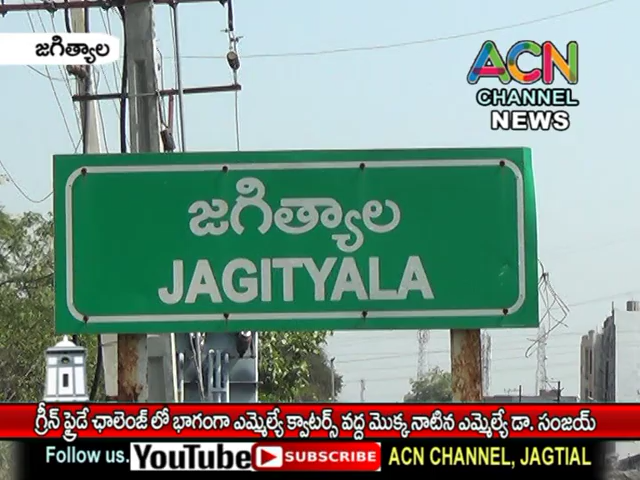 జగిత్యాల
ACN
CHANNEL
NEWS
జగిత్యాల
JAGITYALA
గ్రీన్ ఫ్రైడే ఛాలెంజ్ లో భాగంగా ఎమ్మెల్యే క్వాటర్స్ వద్ద మొక్క నాటిన ఎమ్మెల్యే డా. సంజయ్
Follow us. YouTube SUBSCRIBE ACN CHANNEL, JAGTIAL